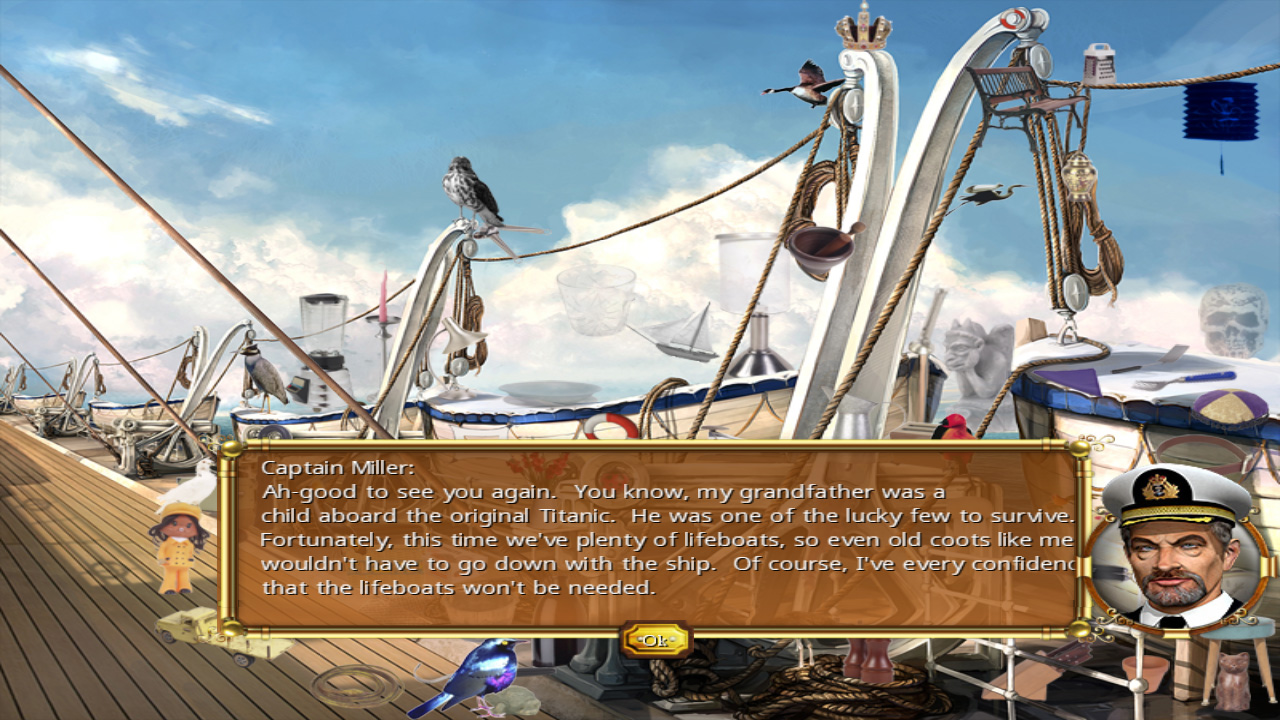 Captain Miller:
Ah-good to see you again.  You know, my grandfather was a
child aboard the original Titanic.  He was one of the lucky few to survive.
Fortunately, this time we've plenty of lifeboats, so even old coots like me
wouldn't have to go down with the ship.  Of course, I've every confidenc
that the lifeboats won't be needed.
Ok